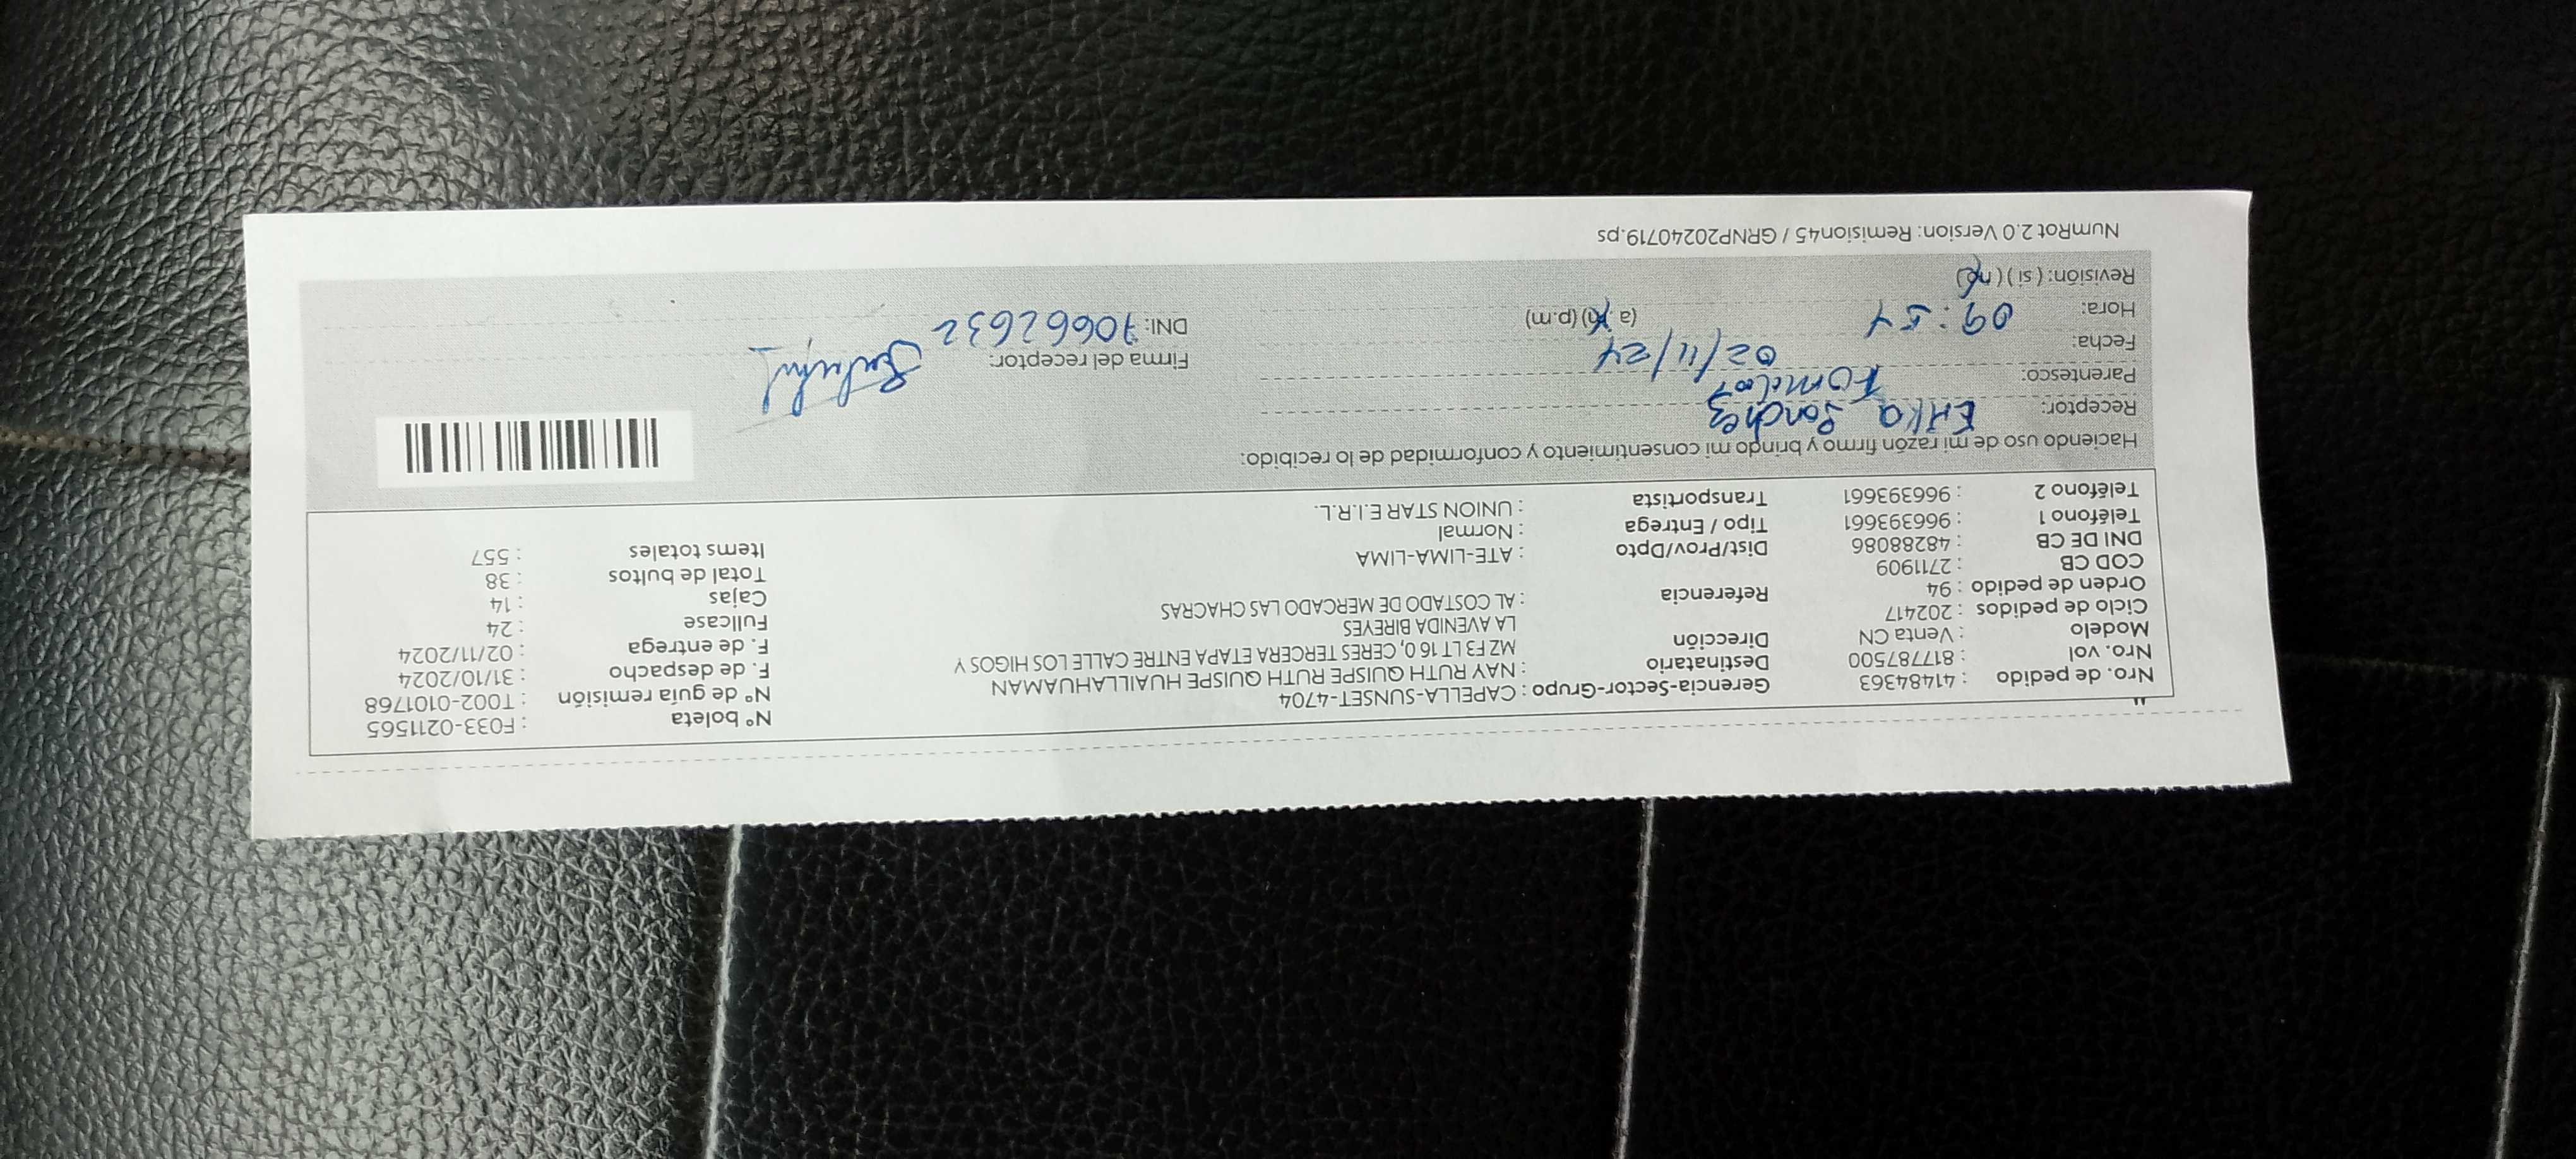 Nro. de pedido : 41484363
Nro. vol : 817787500
Modelo : Venta CN
Ciclo de pedidos : 202417
Orden de pedido : 94
COD CB : 2711909
DNI DE CB : 48288086
Teléfono 1 : 966393661
Teléfono 2 : 966393661
Gerencia-Sector-Grupo : CAPELLA-SUNSET-4704
Destinatario : NAY RUTH QUISPE RUTH QUISPE HUAILLAHUAMAN
Dirección MZ F3 LT 16 0, CERES TERCERA ETAPA ENTRE CALLE LOS HIGOS Y
LA AVENIDA BIREYES
Referencia : AL COSTADO DE MERCADO LAS CHACRAS
Dist/Prov/Dpto : ATE-LIMA-LIMA
Tipo / Entrega : Normal
Transportista : UNION STAR E.I.R.L.
N° boleta : F033-0211565
N° de guía remisión : T002-0101768
F. de despacho : 31/10/2024
F. de entrega : 02/11/2024
Fullcase : 24
Cajas : 14
Total de bultos : 38
Items totales : 557
Haciendo uso de mi razón firmo y brindo mi consentimiento y conformidad de lo recibido:
Receptor: Erika Sanchez
Parentesco: Familiar
Fecha: 02/11/24
Hora: 09:57 (a.m) (p.m)
Revisión: (si) (no)
Firma del receptor:
DNI: 70662632
NumRot 2.0 Version: Remision45 / GRNP20240719.ps